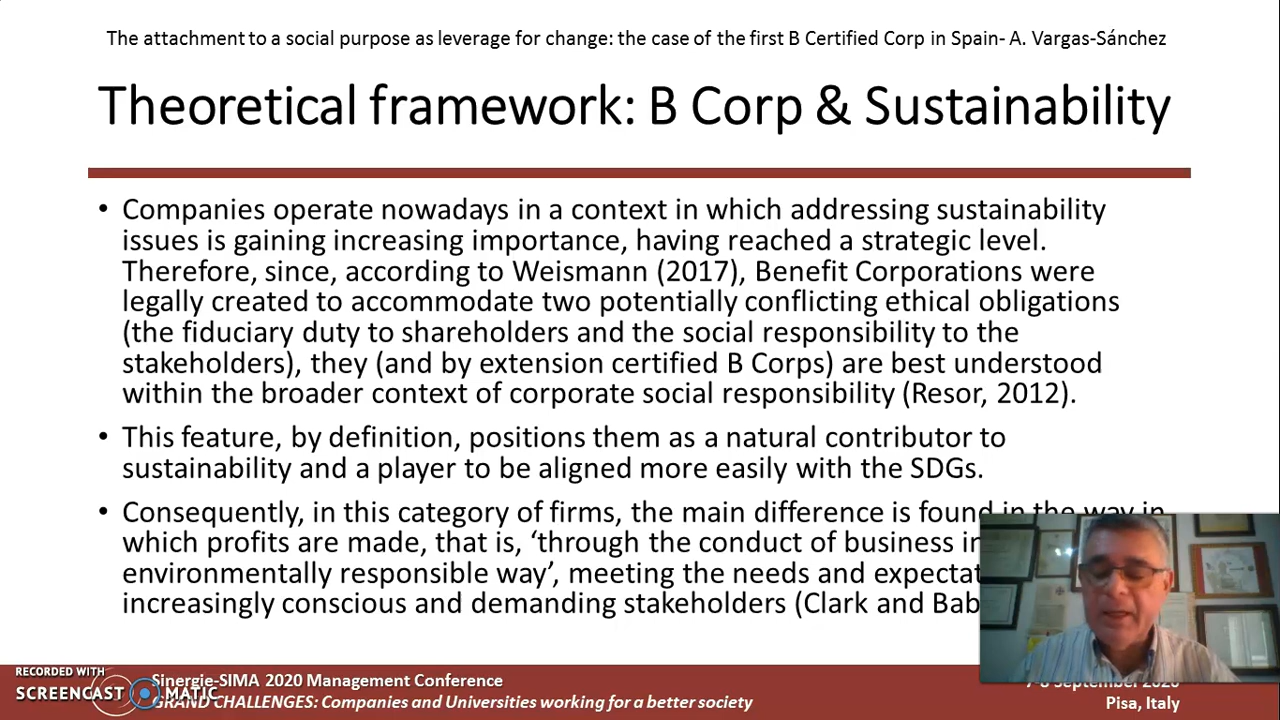 The attachment to a social purpose as leverage for change: the case of the first B Certified Corp in Spain- A. Vargas-Sánchez
Theoretical framework: B Corp & Sustainability
• Companies operate nowadays in a context in which addressing sustainability
issues is gaining increasing importance, having reached a strategic level.
Therefore, since, according to Weismann (2017), Benefit Corporations were
legally created to accommodate two potentially conflicting ethical obligations
(the fiduciary duty to shareholders and the social responsibility to the
stakeholders), they (and by extension certified B Corps) are best understood
within the broader context of corporate social responsibility (Resor, 2012).
• This feature, by definition, positions them as a natural contributor to
sustainability and a player to be aligned more easily with the SDGs.
• Consequently, in this category of firms, the main difference is found in the way in
which profits are made, that is, ‘through the conduct of business in
environmentally responsible way’, meeting the needs and
increasingly conscious and demanding stakeholders (Clark and
RECORDED WITH
SCREENCAST MATIC
Sinergie-SIMA 2020 Management Conference
GRAND CHALLENGES: Companies and Universities working for a better society
7-8 September 2020
Pisa, Italy